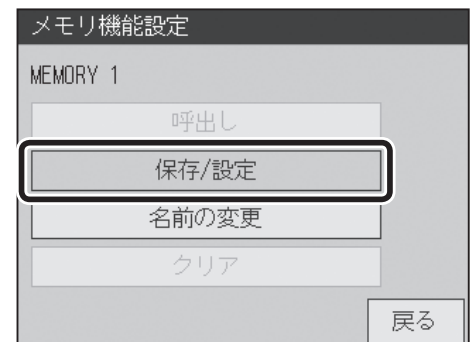 メモリ機能設定
MEMORY 1
呼出し
保存/設定
名前の変更
クリア
戻る